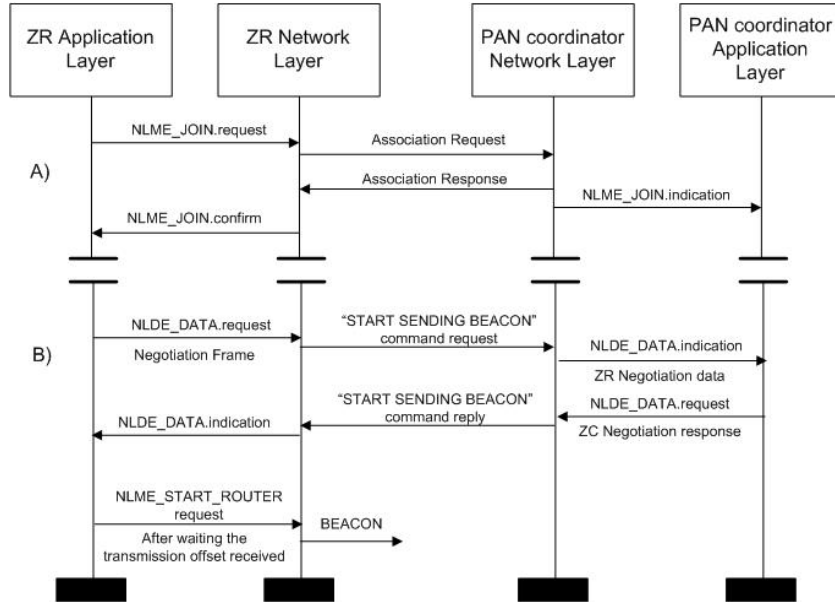 ZR Application
Layer
ZR Network
Layer
PAN coordinator
Network Layer
PAN coordinator
Application
Layer
A)
NLME_JOIN.request
Association Request
Association Response
NLME_JOIN.indication
NLME_JOIN.confirm
B)
NLDE_DATA.request
Negotiation Frame
“START SENDING BEACON”
command request
NLDE_DATA.indication
ZR Negotiation data
NLDE_DATA.request
ZC Negotiation response
“START SENDING BEACON”
command reply
NLDE_DATA.indication
NLME_START_ROUTER
request
After waiting the
transmission offset received
BEACON